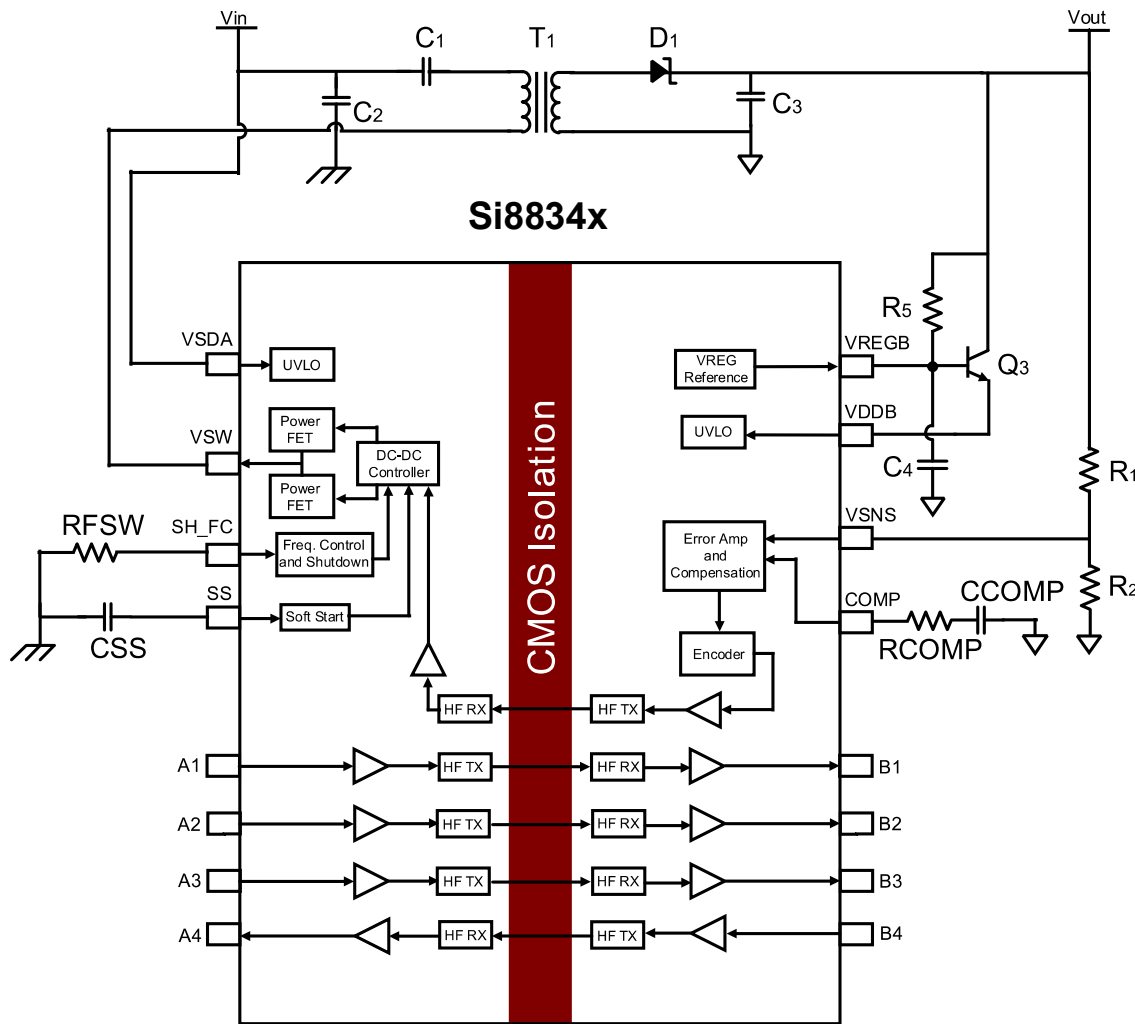 Vin
Vout
C1
T1
D1
C2
C3
Si8834x
R5
VSDA
UVLO
VREG
Reference
VREGB
Q3
VSW
Power
FET
DC-DC
Controller
Power
FET
UVLO
VDDB
C4
R1
CMOS Isolation
RFSW
SH_FC
Freq. Control
and Shutdown
Error Amp
and
Compensation
VSNS
SS
Soft Start
CSS
COMP
CCOMP
R2
RCOMP
Encoder
HF RX
HF TX
A1
HF TX
HF RX
B1
A2
HF TX
HF RX
B2
A3
HF TX
HF RX
B3
A4
HF RX
HF TX
B4